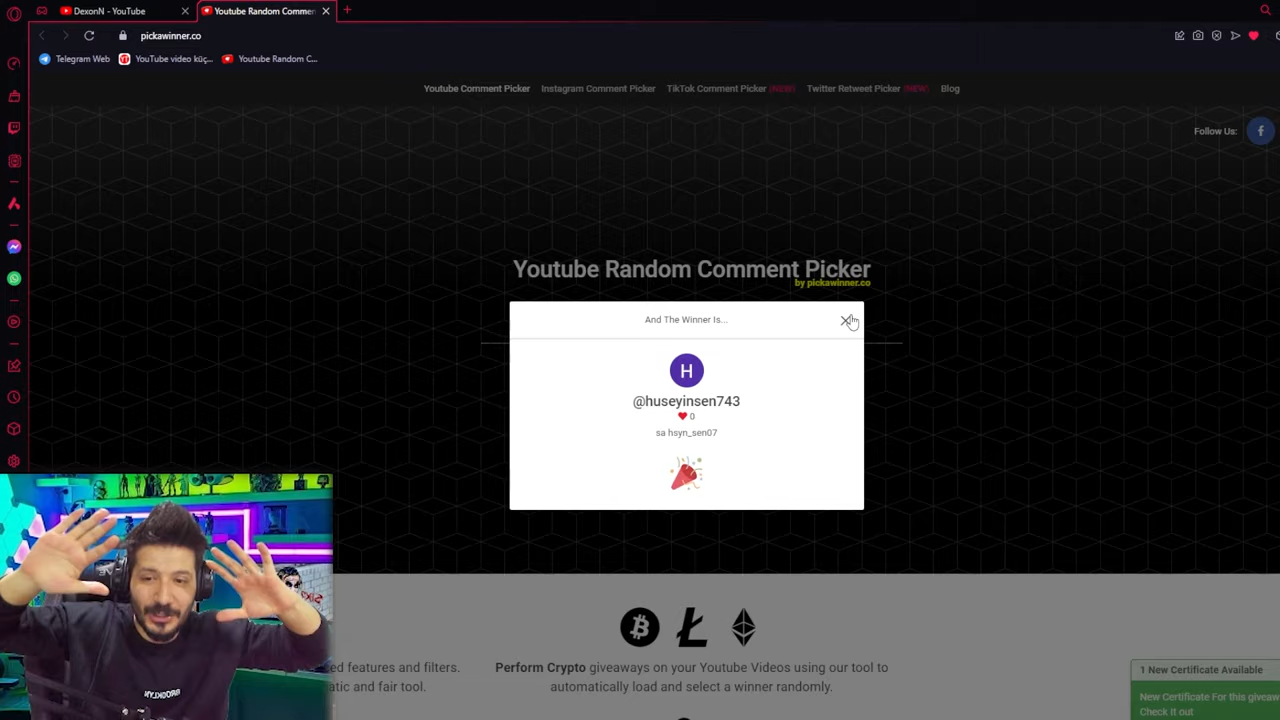 DexonN - YouTube
Youtube Random Commen
pickawinner.co
Telegram Web
YouTube video küç...
Youtube Random C...
Youtube Comment Picker
Instagram Comment Picker
TikTok Comment Picker (NEW)
Twitter Retweet Picker (NEW)
Blog
Follow Us:
Youtube Random Comment Picker
by pickawinner.co
And The Winner Is...
H
@huseyinsen743
0
sa hsyn_sen07
ed features and filters.
atic and fair tool.
Perform Crypto giveaways on your Youtube Videos using our tool to
automatically load and select a winner randomly.
1 New Certificate Available
New Certificate For this giveaw
Check it out
BROOKLYN